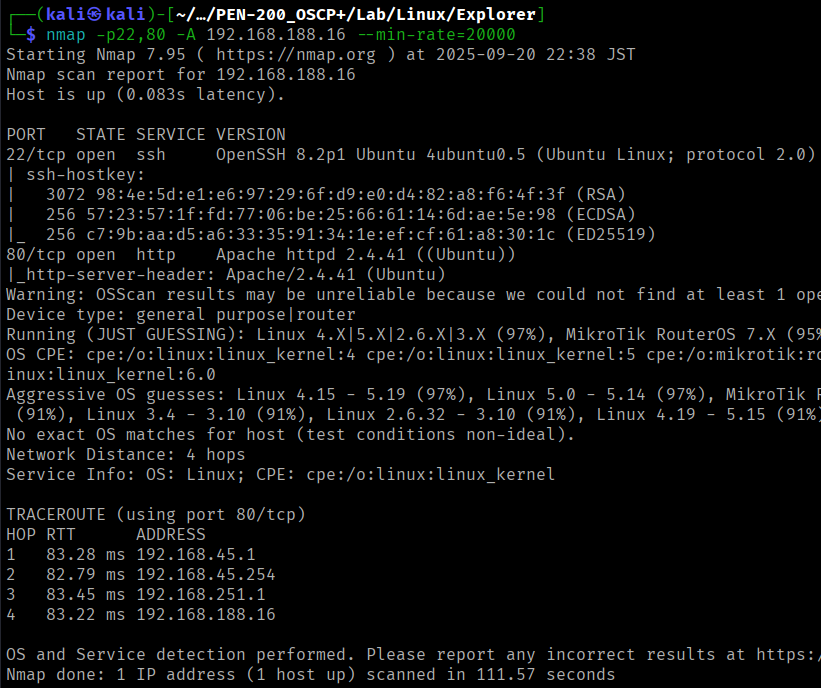 ┌──(kali㉿kali)-[~/…/PEN-200_OSCP+/Lab/Linux/Explorer]
└─$ nmap -p22,80 -A 192.168.188.16 --min-rate=20000
Starting Nmap 7.95 ( https://nmap.org ) at 2025-09-20 22:38 JST
Nmap scan report for 192.168.188.16
Host is up (0.083s latency).

PORT   STATE SERVICE VERSION
22/tcp open  ssh     OpenSSH 8.2p1 Ubuntu 4ubuntu0.5 (Ubuntu Linux; protocol 2.0)
| ssh-hostkey:
|   3072 98:4e:5d:e1:e6:97:29:6f:d9:e0:d4:82:a8:f6:4f:3f (RSA)
|   256 57:23:57:1f:fd:77:06:be:25:66:61:14:6d:ae:5e:98 (ECDSA)
|_  256 c7:9b:aa:d5:a6:33:35:91:34:1e:ef:cf:61:a8:30:1c (ED25519)
80/tcp open  http    Apache httpd 2.4.41 ((Ubuntu))
|_http-server-header: Apache/2.4.41 (Ubuntu)
Warning: OSScan results may be unreliable because we could not find at least 1 ope
Device type: general purpose|router
Running (JUST GUESSING): Linux 4.X|5.X|2.6.X|3.X (97%), MikroTik RouterOS 7.X (95%
OS CPE: cpe:/o:linux:linux_kernel:4 cpe:/o:linux:linux_kernel:5 cpe:/o:mikrotik:ro
inux:linux_kernel:6.0
Aggressive OS guesses: Linux 4.15 - 5.19 (97%), Linux 5.0 - 5.14 (97%), MikroTik R
 (91%), Linux 3.4 - 3.10 (91%), Linux 2.6.32 - 3.10 (91%), Linux 4.19 - 5.15 (91%)
No exact OS matches for host (test conditions non-ideal).
Network Distance: 4 hops
Service Info: OS: Linux; CPE: cpe:/o:linux:linux_kernel

TRACEROUTE (using port 80/tcp)
HOP RTT      ADDRESS
1   83.28 ms 192.168.45.1
2   82.79 ms 192.168.45.254
3   83.45 ms 192.168.251.1
4   83.22 ms 192.168.188.16

OS and Service detection performed. Please report any incorrect results at https:/
Nmap done: 1 IP address (1 host up) scanned in 111.57 seconds